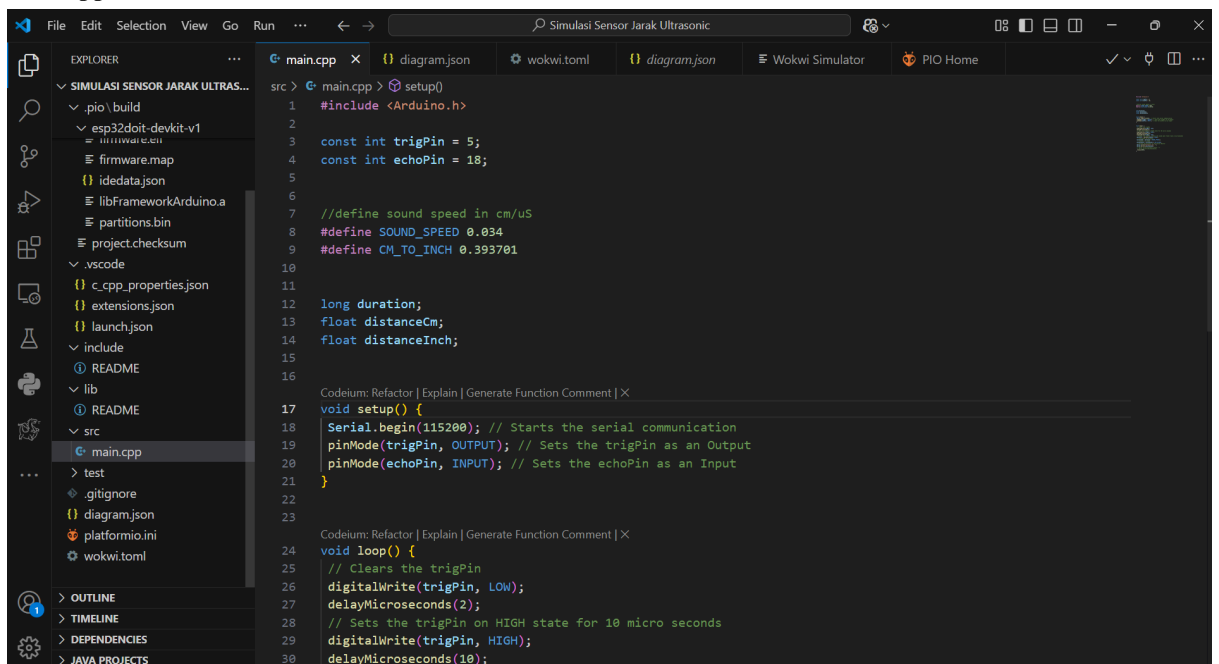 File Edit Selection View Go Run ... Simulasi Sensor Jarak Ultrasonic
EXPLORER
SIMULASI SENSOR JARAK ULTRAS...
.pio\build
esp32doit-devkit-v1
firmware.elf
firmware.map
{} idedata.json
libFrameworkArduino.a
partitions.bin
project.checksum
.vscode
{} c_cpp_properties.json
{} extensions.json
{} launch.json
include
README
lib
README
src
main.cpp
test
.gitignore
{} diagram.json
platformio.ini
wokwi.toml
OUTLINE
TIMELINE
DEPENDENCIES
JAVA PROJECTS
1
main.cpp {} diagram.json wokwi.toml {} diagram.json Wokwi Simulator PIO Home
src > main.cpp > setup()
1 #include <Arduino.h>
2
3 const int trigPin = 5;
4 const int echoPin = 18;
5
6
7 //define sound speed in cm/uS
8 #define SOUND_SPEED 0.034
9 #define CM_TO_INCH 0.393701
10
11
12 long duration;
13 float distanceCm;
14 float distanceInch;
15
16
Codeium: Refactor | Explain | Generate Function Comment | X
17 void setup() {
18 Serial.begin(115200); // Starts the serial communication
19 pinMode(trigPin, OUTPUT); // Sets the trigPin as an Output
20 pinMode(echoPin, INPUT); // Sets the echoPin as an Input
21 }
22
23
Codeium: Refactor | Explain | Generate Function Comment | X
24 void loop() {
25 // Clears the trigPin
26 digitalWrite(trigPin, LOW);
27 delayMicroseconds(2);
28 // Sets the trigPin on HIGH state for 10 micro seconds
29 digitalWrite(trigPin, HIGH);
30 delayMicroseconds(10);